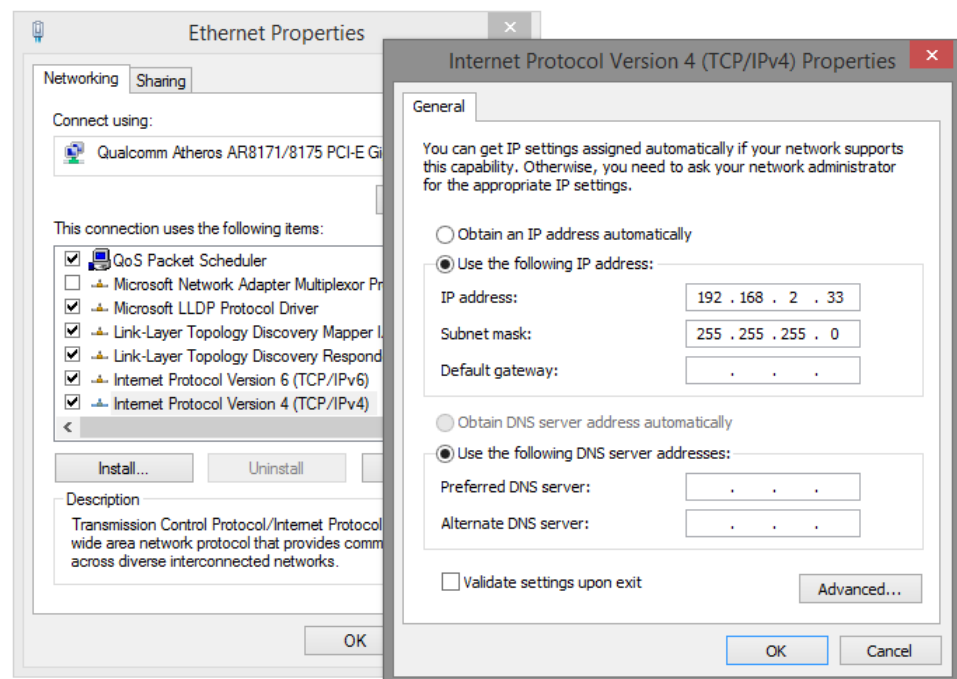 Ethernet Properties
Networking
Sharing
Connect using:
Qualcomm Atheros AR8171/8175 PCI-E
This connection uses the following items:
QoS Packet Scheduler
Microsoft Network Adapter Multiplexor
Microsoft LLDP Protocol Driver
Link-Layer Topology Discovery Mapper
Link-Layer Topology Discovery
Internet Protocol Version 6 (TCP/IPv6)
Internet Protocol Version 4 (TCP/IPv4)
Install...
Uninstall
Description
Transmission Control Protocol/Internet Protocol
wide area network protocol that provides
across diverse interconnected networks.
OK
Internet Protocol Version 4 (TCP/IPv4) Properties
General
You can get IP settings assigned automatically if your network supports
this capability. Otherwise, you need to ask your network administrator
for the appropriate IP settings.
Obtain an IP address automatically
Use the following IP address:
IP address:
192 . 168 . 2 . 33
Subnet mask:
255 . 255 . 255 . 0
Default gateway:
. . .
Obtain DNS server address automatically
Use the following DNS server addresses:
Preferred DNS server:
. . .
Alternate DNS server:
. . .
Validate settings upon exit
Advanced...
OK
Cancel